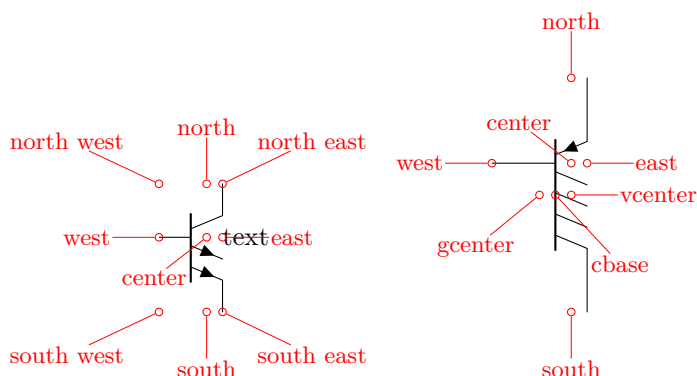 north
north
center
north west
north east
west
east
vcenter
west
text
east
gcenter
cbase
center
south west
south
south east
south